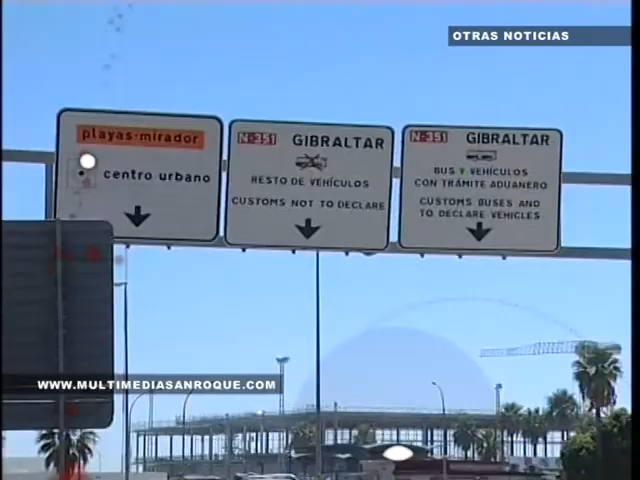 OTRAS NOTICIAS
playas-mirador
centro urbano
N-351 GIBRALTAR
RESTO DE VEHÍCULOS
CUSTOMS NOT TO DECLARE
N-351 GIBRALTAR
BUS Y VEHÍCULOS
CON TRÁMITE ADUANERO
CUSTOMS BUSES AND
TO DECLARE VEHICLES
WWW.MULTIMEDIASANROQUE.COM